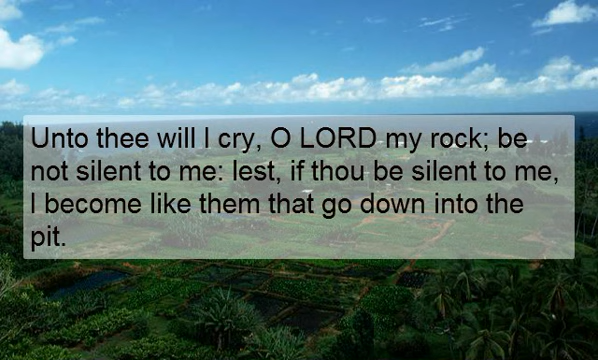 Unto thee will I cry, O LORD my rock; be
not silent to me: lest, if thou be silent to me,
I become like them that go down into the
pit.